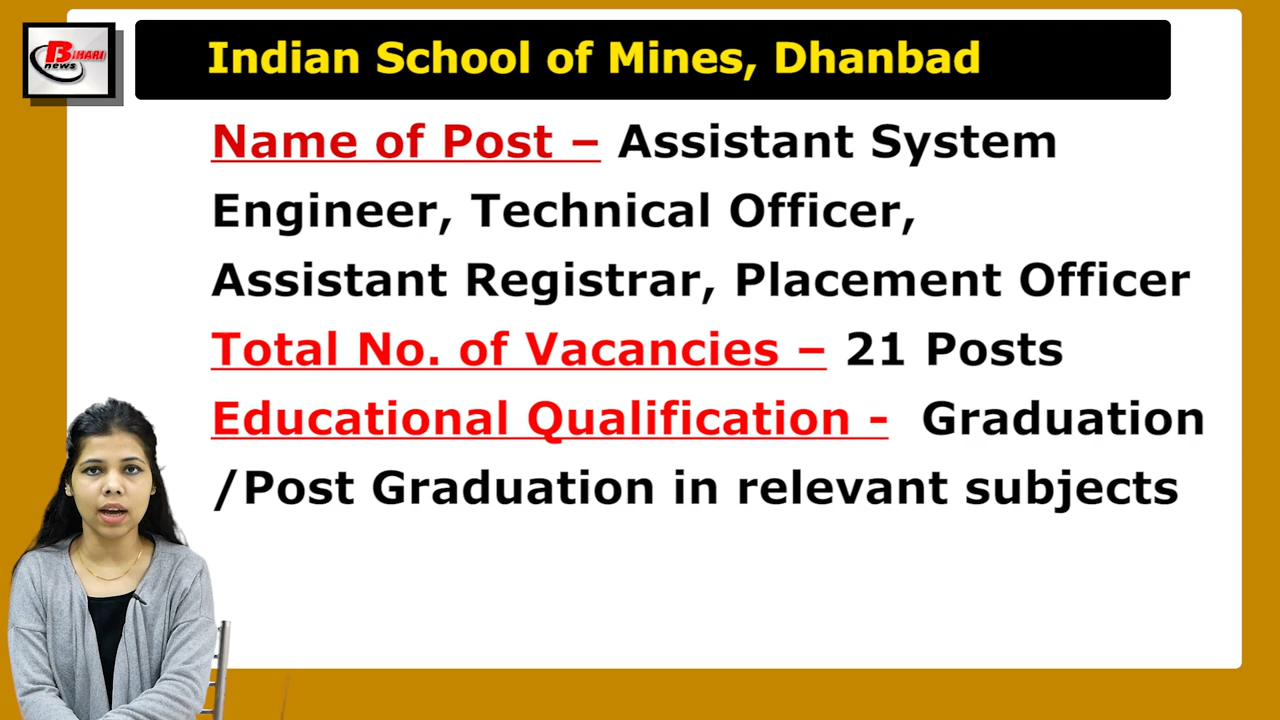 BIHARI
news
Indian School of Mines, Dhanbad
Name of Post – Assistant System
Engineer, Technical Officer,
Assistant Registrar, Placement Officer
Total No. of Vacancies – 21 Posts
Educational Qualification -  Graduation
/Post Graduation in relevant subjects